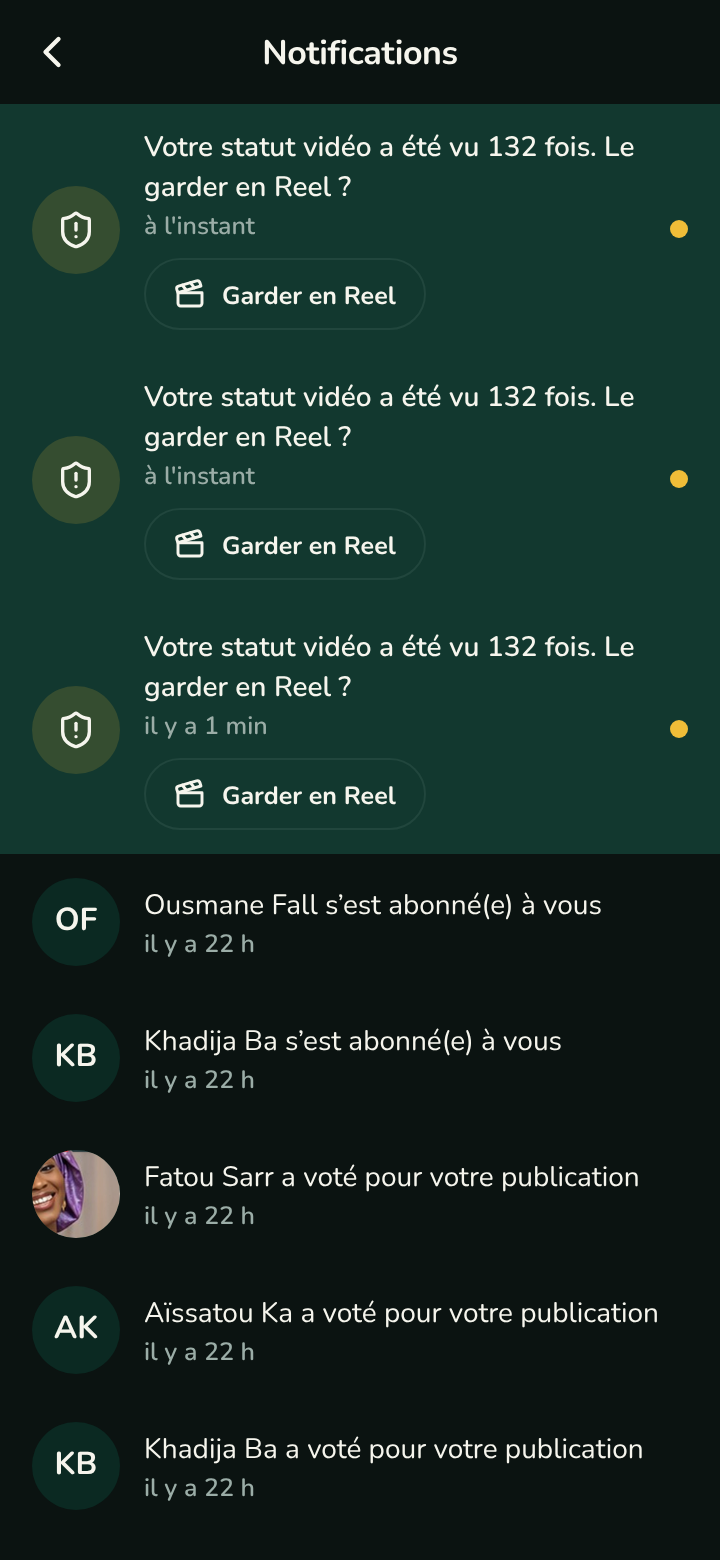 Notifications
Votre statut vidéo a été vu 132 fois. Le
garder en Reel ?
à l'instant
Garder en Reel
Votre statut vidéo a été vu 132 fois. Le
garder en Reel ?
à l'instant
Garder en Reel
Votre statut vidéo a été vu 132 fois. Le
garder en Reel ?
il y a 1 min
Garder en Reel
OF
Ousmane Fall s’est abonné(e) à vous
il y a 22 h
KB
Khadija Ba s’est abonné(e) à vous
il y a 22 h
Fatou Sarr a voté pour votre publication
il y a 22 h
AK
Aïssatou Ka a voté pour votre publication
il y a 22 h
KB
Khadija Ba a voté pour votre publication
il y a 22 h